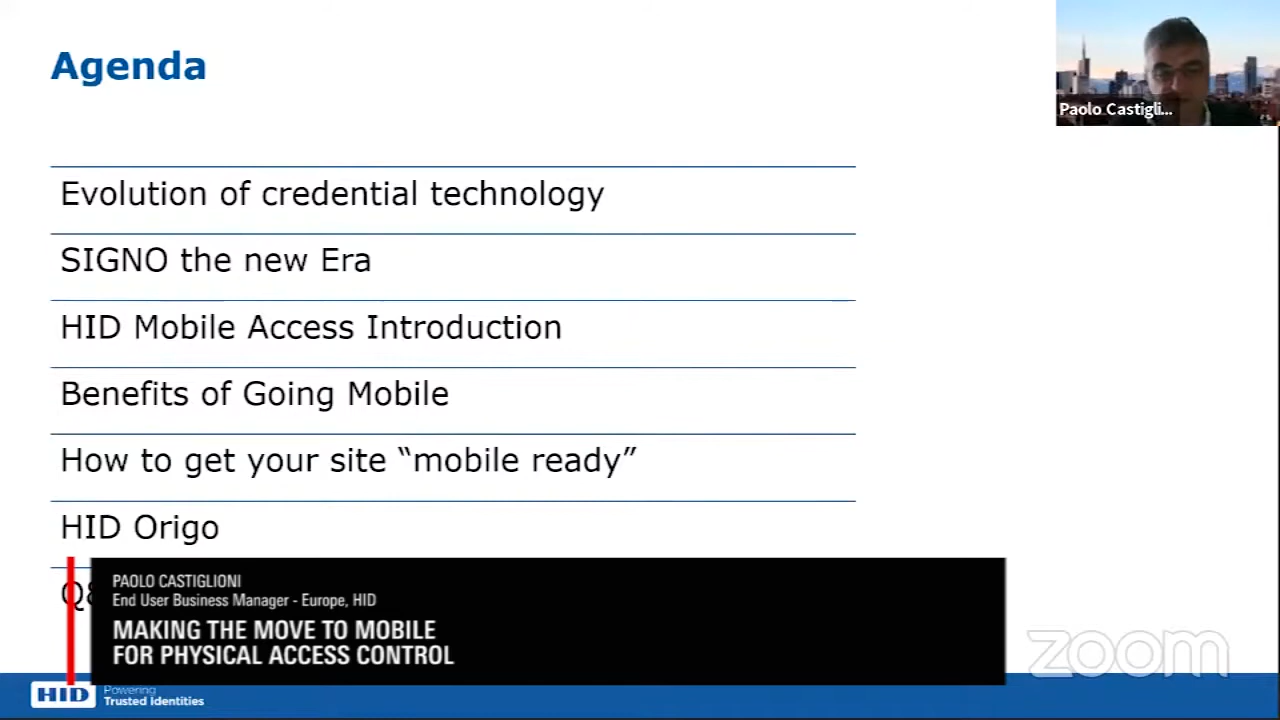 Agenda
Paolo Castigli...
Evolution of credential technology
SIGNO the new Era
HID Mobile Access Introduction
Benefits of Going Mobile
How to get your site “mobile ready”
HID Origo
PAOLO CASTIGLIONI
End User Business Manager - Europe, HID
MAKING THE MOVE TO MOBILE
FOR PHYSICAL ACCESS CONTROL
zoom
HID
Powering
Trusted Identities